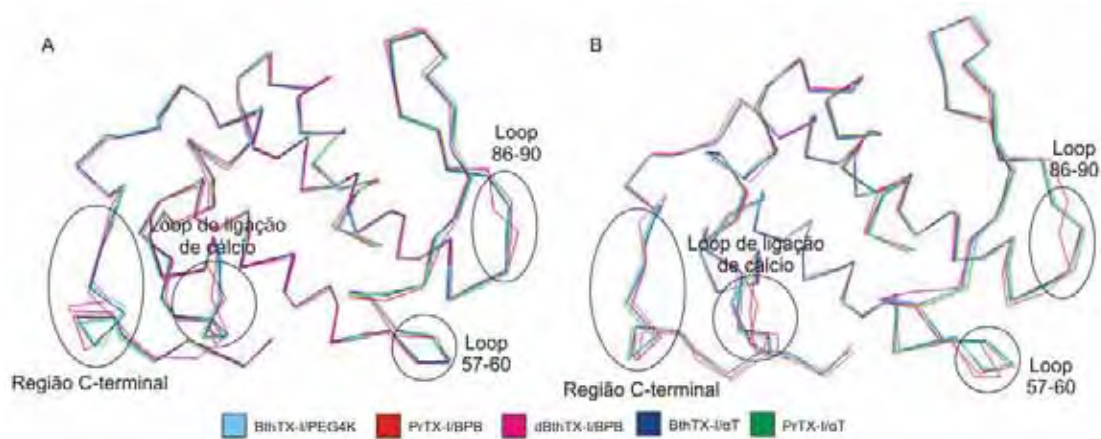 A
B
Loop
86-90
Loop
86-90
Loop de ligação
de cálcio
Loop de ligação
de cálcio
Loop
57-60
Loop
57-60
Região C-terminal
Região C-terminal
BthTX-I/PEG4K
PrTX-I/BPB
dBthTX-I/BPB
BthTX-I/αT
PrTX-I/αT